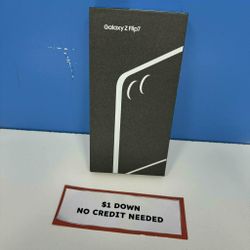 Galaxy Z Flip7
$1 DOWN
NO CREDIT NEEDED